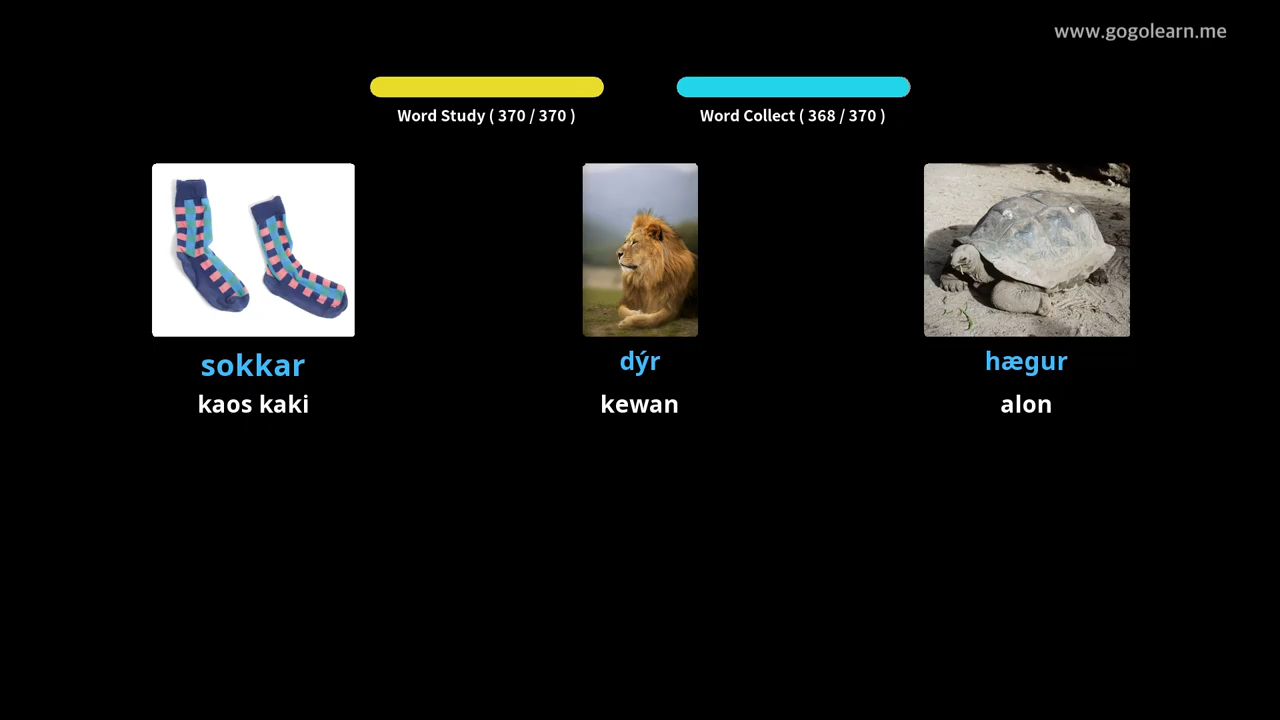 www.gogolearn.me
Word Study ( 370 / 370 )
Word Collect ( 368 / 370 )
sokkar
dýr
hægur
kaos kaki
kewan
alon